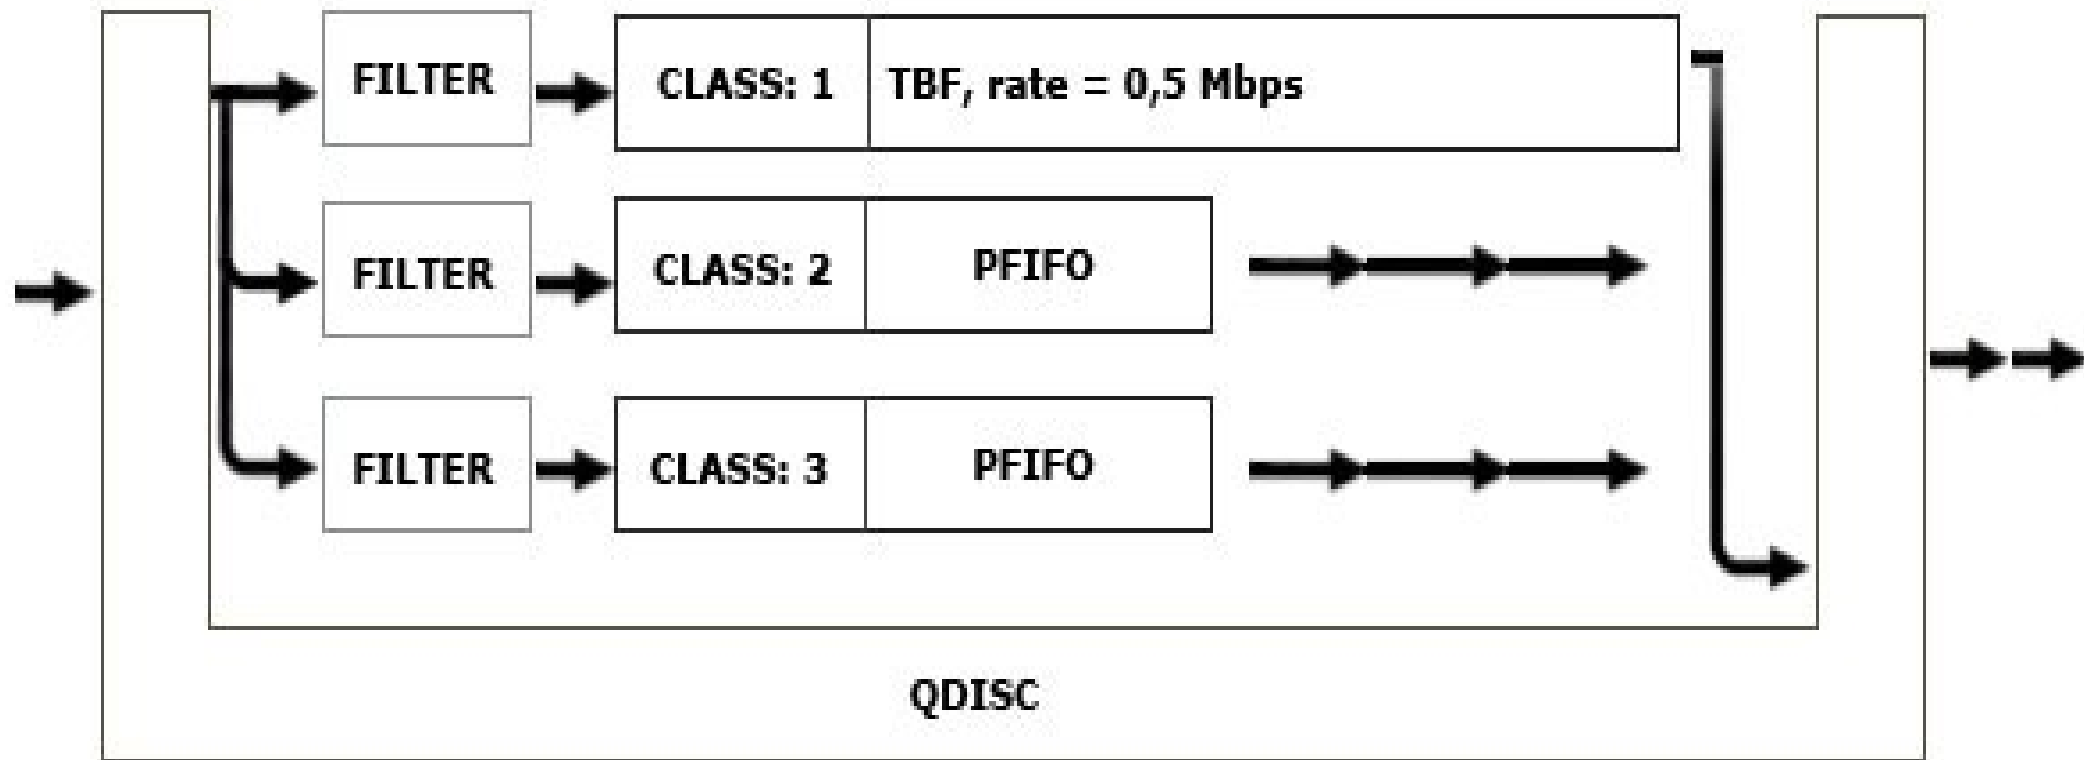 FILTER
CLASS: 1
TBF, rate = 0,5 Mbps
FILTER
CLASS: 2
PFIFO
FILTER
CLASS: 3
PFIFO
QDISC